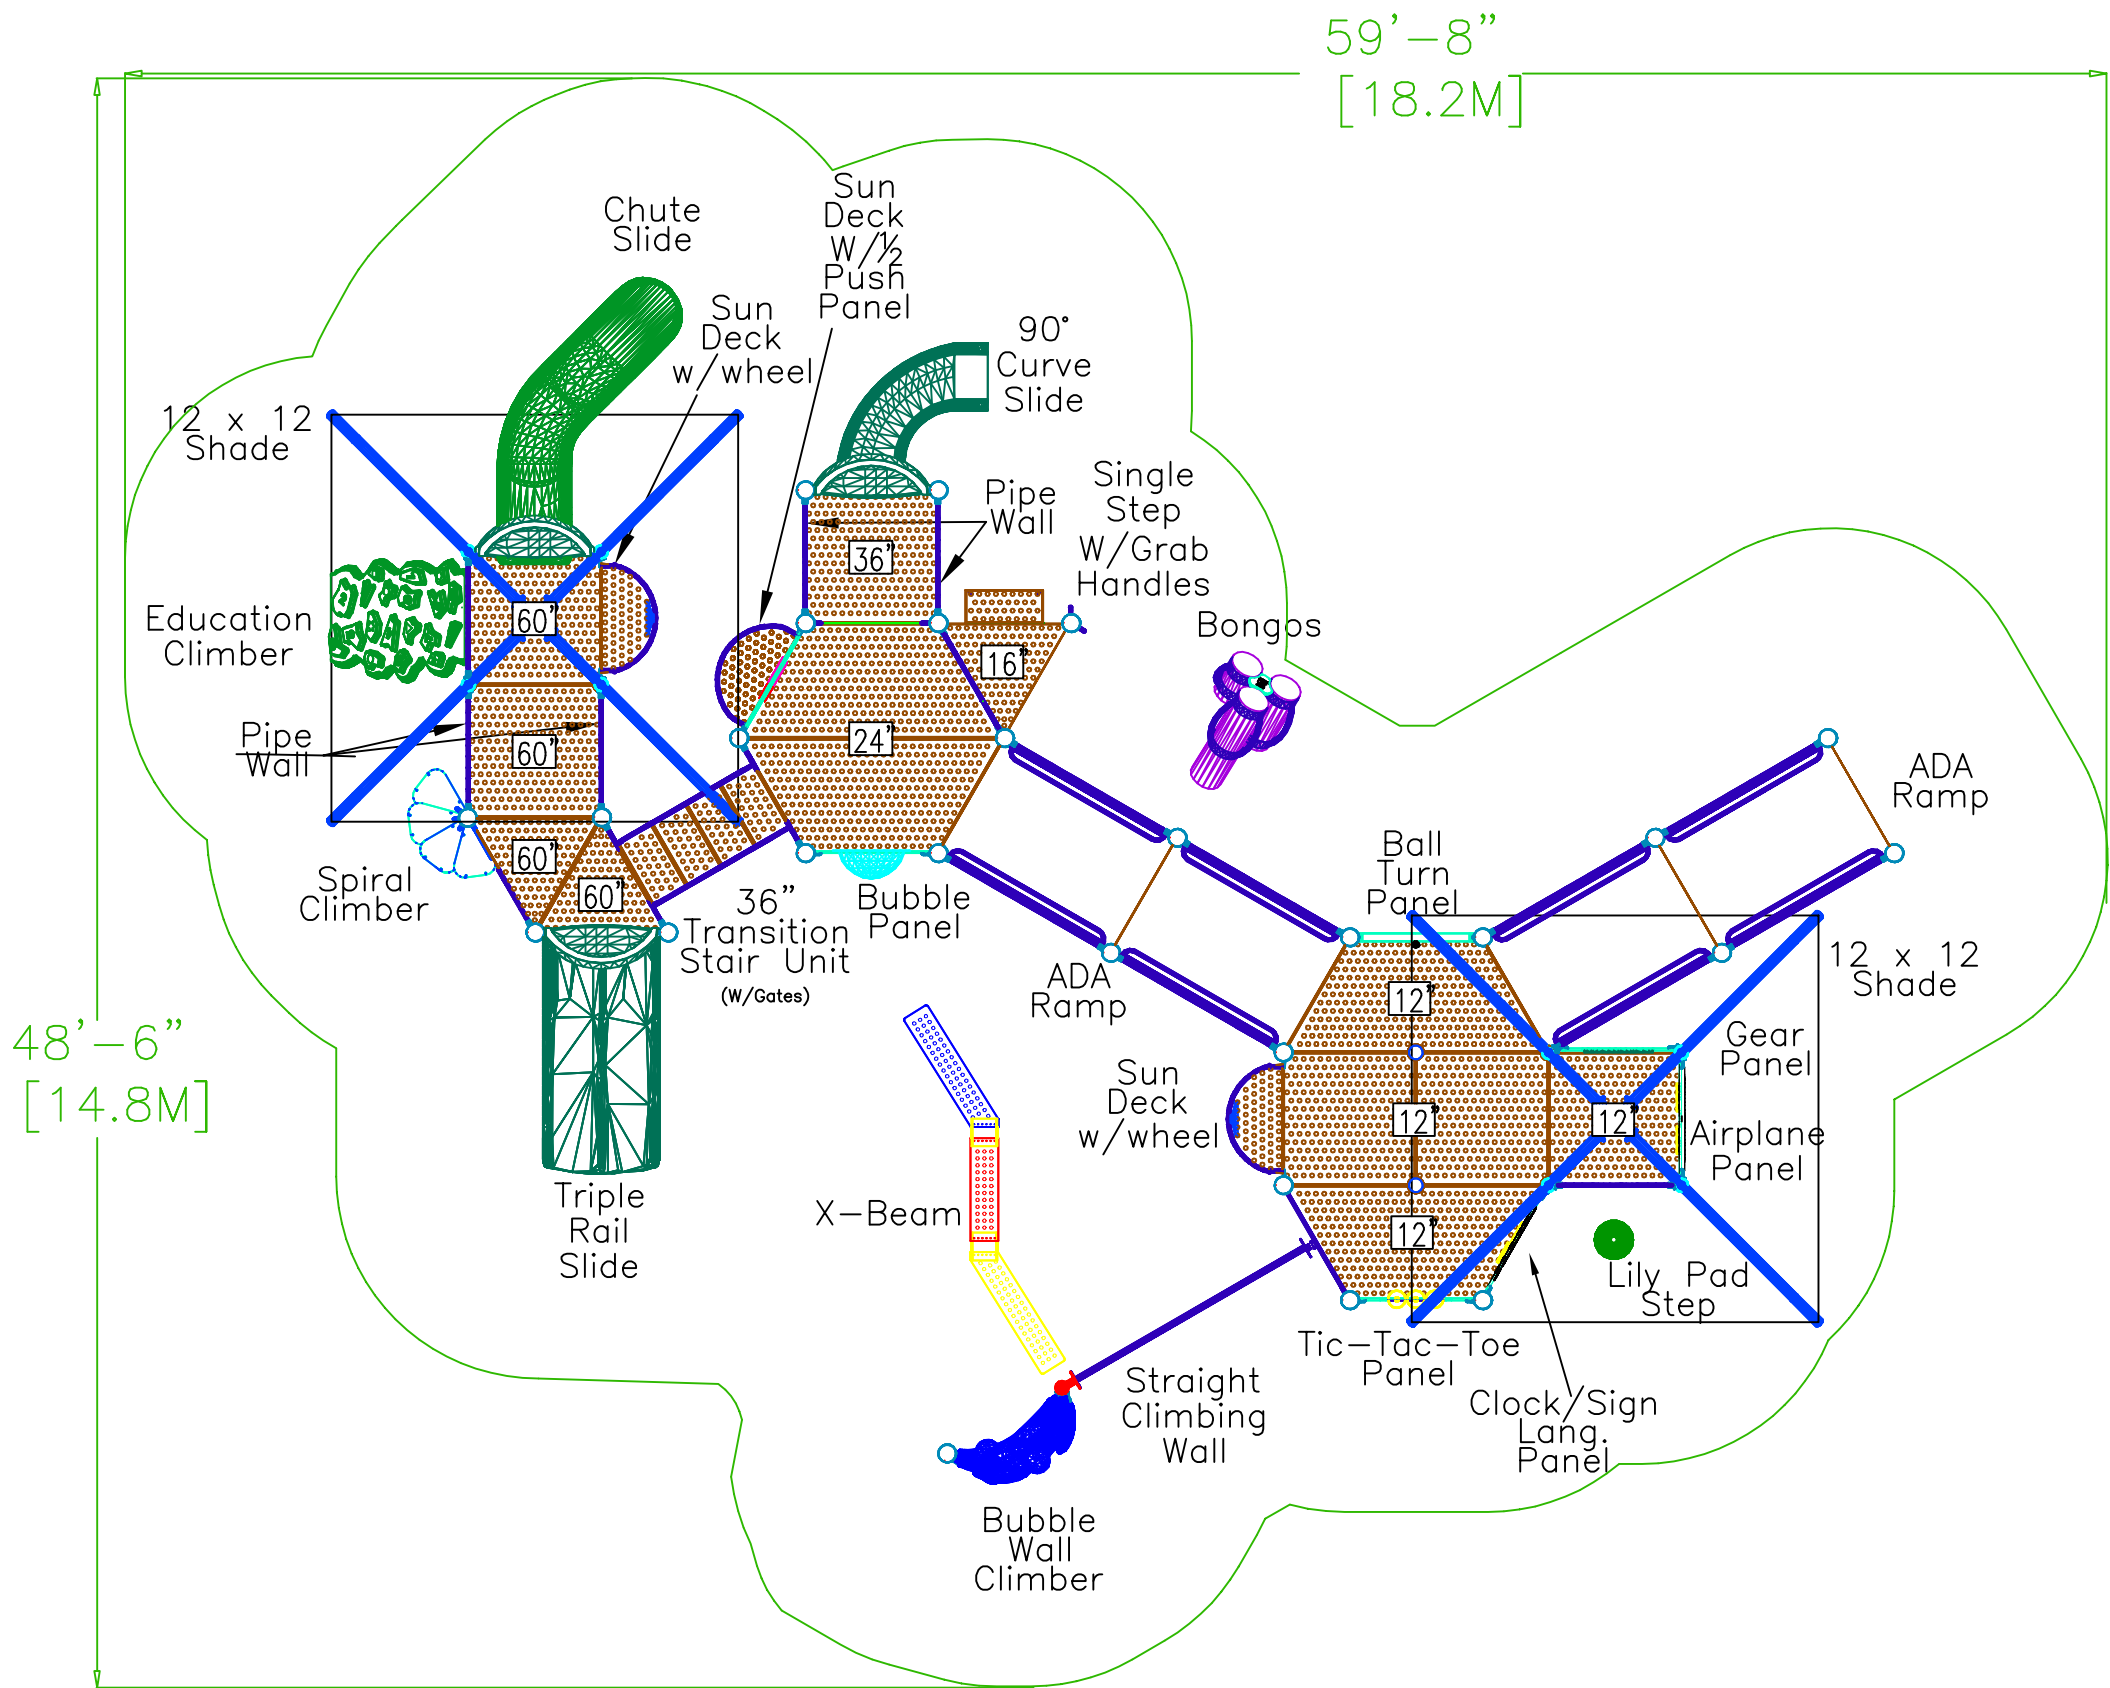 59'-8"
[18.2M]
Sun
Deck
W/½
Push
Panel
Chute
Slide
Sun
Deck
w/wheel
90°
Curve
Slide
12 x 12
Shade
Single
Step
W/Grab
Handles
Pipe
Wall
36"
Education
Climber
60"
Bongos
16"
Pipe
Wall
60"
24"
ADA
Ramp
Ball
Turn
Panel
60"
60"
Spiral
Climber
36"
Transition
Stair Unit
(W/Gates)
Bubble
Panel
ADA
Ramp
12 x 12
Shade
12"
Gear
Panel
48'-6"
[14.8M]
Sun
Deck
w/wheel
12"
12"
Airplane
Panel
Triple
Rail
Slide
X-Beam
12"
Lily Pad
Step
Tic-Tac-Toe
Panel
Straight
Climbing
Wall
Clock/Sign
Lang.
Panel
Bubble
Wall
Climber